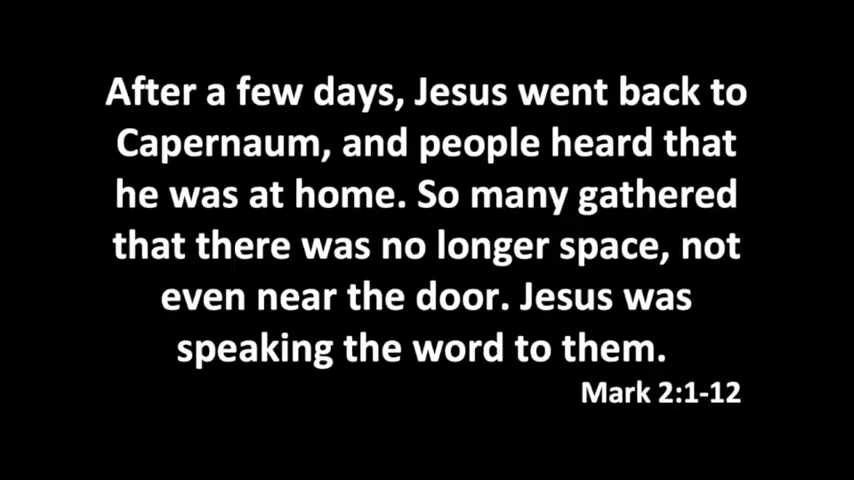 After a few days, Jesus went back to
Capernaum, and people heard that
he was at home. So many gathered
that there was no longer space, not
even near the door. Jesus was
speaking the word to them.
Mark 2:1-12